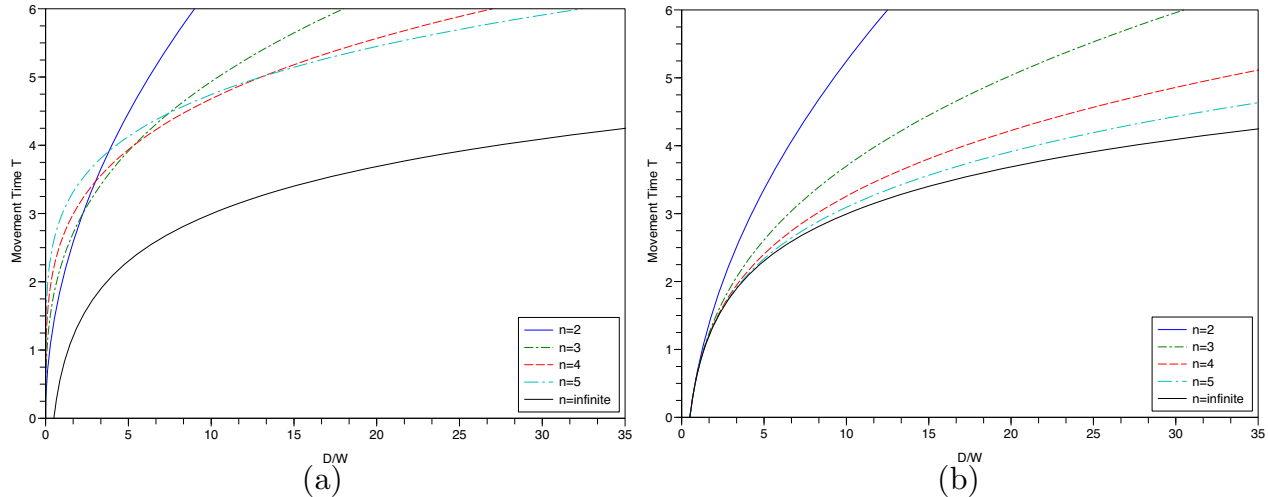 6
5
4
3
2
1
0
Movement Time T
0 5 10 15 20 25 30 35
D/W
n=2
n=3
n=4
n=5
n=infinite
(a)
6
5
4
3
2
1
0
Movement Time T
0 5 10 15 20 25 30 35
D/W
n=2
n=3
n=4
n=5
n=infinite
(b)